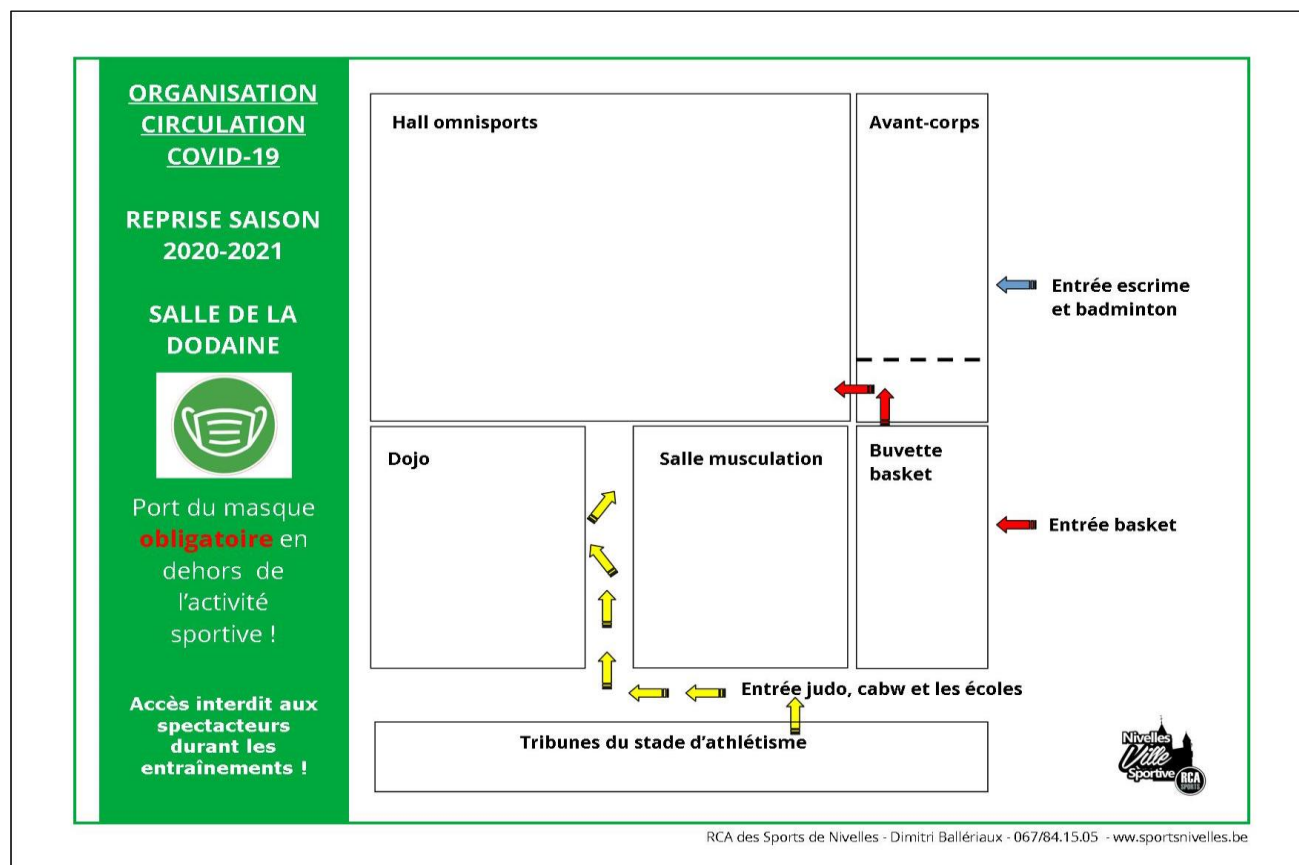 ORGANISATION
CIRCULATION
COVID-19
REPRISE SAISON
2020-2021
SALLE DE LA
DODAINE
Port du masque
obligatoire en
dehors de
l'activité
sportive !
Accès interdit aux
spectacteurs
durant les
entraînements !
Hall omnisports
Avant-corps
Entrée escrime
et badminton
Dojo
Salle musculation
Buvette
basket
Entrée basket
Entrée judo, cabw et les écoles
Tribunes du stade d'athlétisme
Nivelles
Ville
Sportive
RCA
SPORTS
RCA des Sports de Nivelles - Dimitri Ballériaux - 067/84.15.05 - ww.sportsnivelles.be